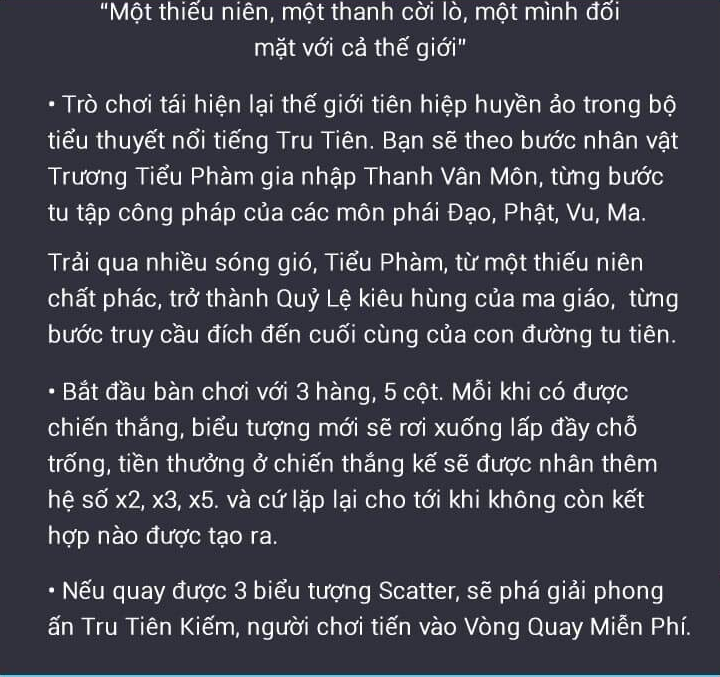 “Một thiếu niên, một thanh cời lò, một mình đối
mặt với cả thế giới"
• Trò chơi tái hiện lại thế giới tiên hiệp huyền ảo trong bộ
tiểu thuyết nổi tiếng Tru Tiên. Bạn sẽ theo bước nhân vật
Trương Tiểu Phàm gia nhập Thanh Vân Môn, từng bước
tu tập công pháp của các môn phái Đạo, Phật, Vu, Ma.
Trải qua nhiều sóng gió, Tiểu Phàm, từ một thiếu niên
chất phác, trở thành Quỷ Lệ kiêu hùng của ma giáo, từng
bước truy cầu đích đến cuối cùng của con đường tu tiên.
• Bắt đầu bàn chơi với 3 hàng, 5 cột. Mỗi khi có được
chiến thắng, biểu tượng mới sẽ rơi xuống lấp đầy chỗ
trống, tiền thưởng ở chiến thắng kế sẽ được nhân thêm
hệ số x2, x3, x5. và cứ lặp lại cho tới khi không còn kết
hợp nào được tạo ra.
• Nếu quay được 3 biểu tượng Scatter, sẽ phá giải phong
ấn Tru Tiên Kiếm, người chơi tiến vào Vòng Quay Miễn Phí.